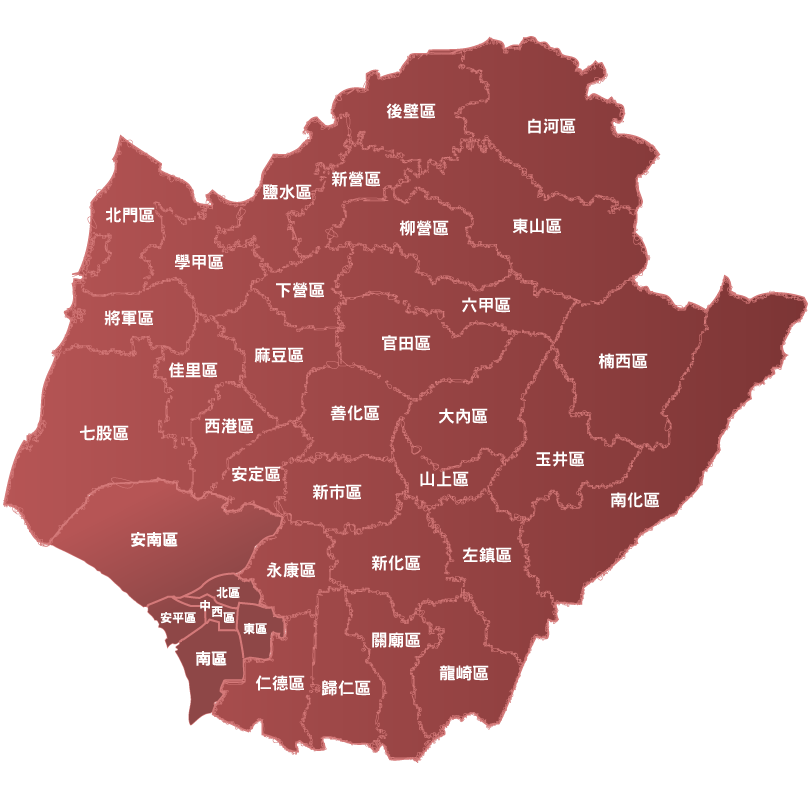 後壁區
白河區
新營區
鹽水區
北門區
柳營區
東山區
學甲區
下營區
六甲區
將軍區
官田區
麻豆區
楠西區
佳里區
善化區
大內區
西港區
七股區
玉井區
安定區
山上區
新市區
南化區
安南區
左鎮區
新化區
永康區
北區
中西區
安平區
東區
關廟區
南區
龍崎區
仁德區
歸仁區